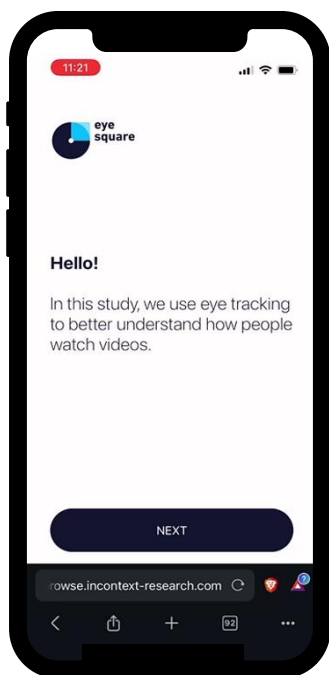 11:21
eye
square
Hello!
In this study, we use eye tracking
to better understand how people
watch videos.
NEXT
rowse.incontext-research.com
?
92